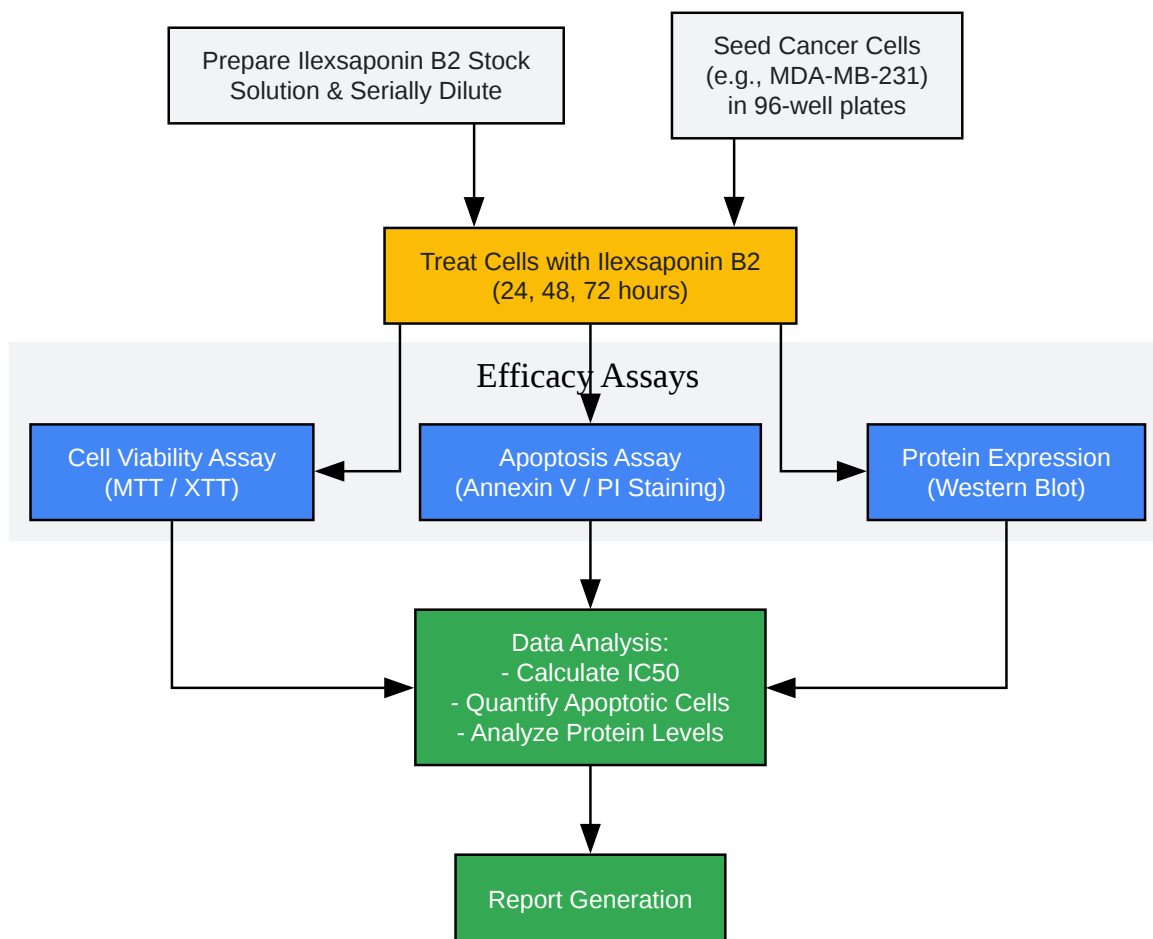 Prepare Ilexsaponin B2 Stock
Solution & Serially Dilute
Seed Cancer Cells
(e.g., MDA-MB-231)
in 96-well plates
Treat Cells with Ilexsaponin B2
(24, 48, 72 hours)
Efficacy Assays
Cell Viability Assay
(MTT / XTT)
Apoptosis Assay
(Annexin V / PI Staining)
Protein Expression
(Western Blot)
Data Analysis:
- Calculate IC50
- Quantify Apoptotic Cells
- Analyze Protein Levels
Report Generation